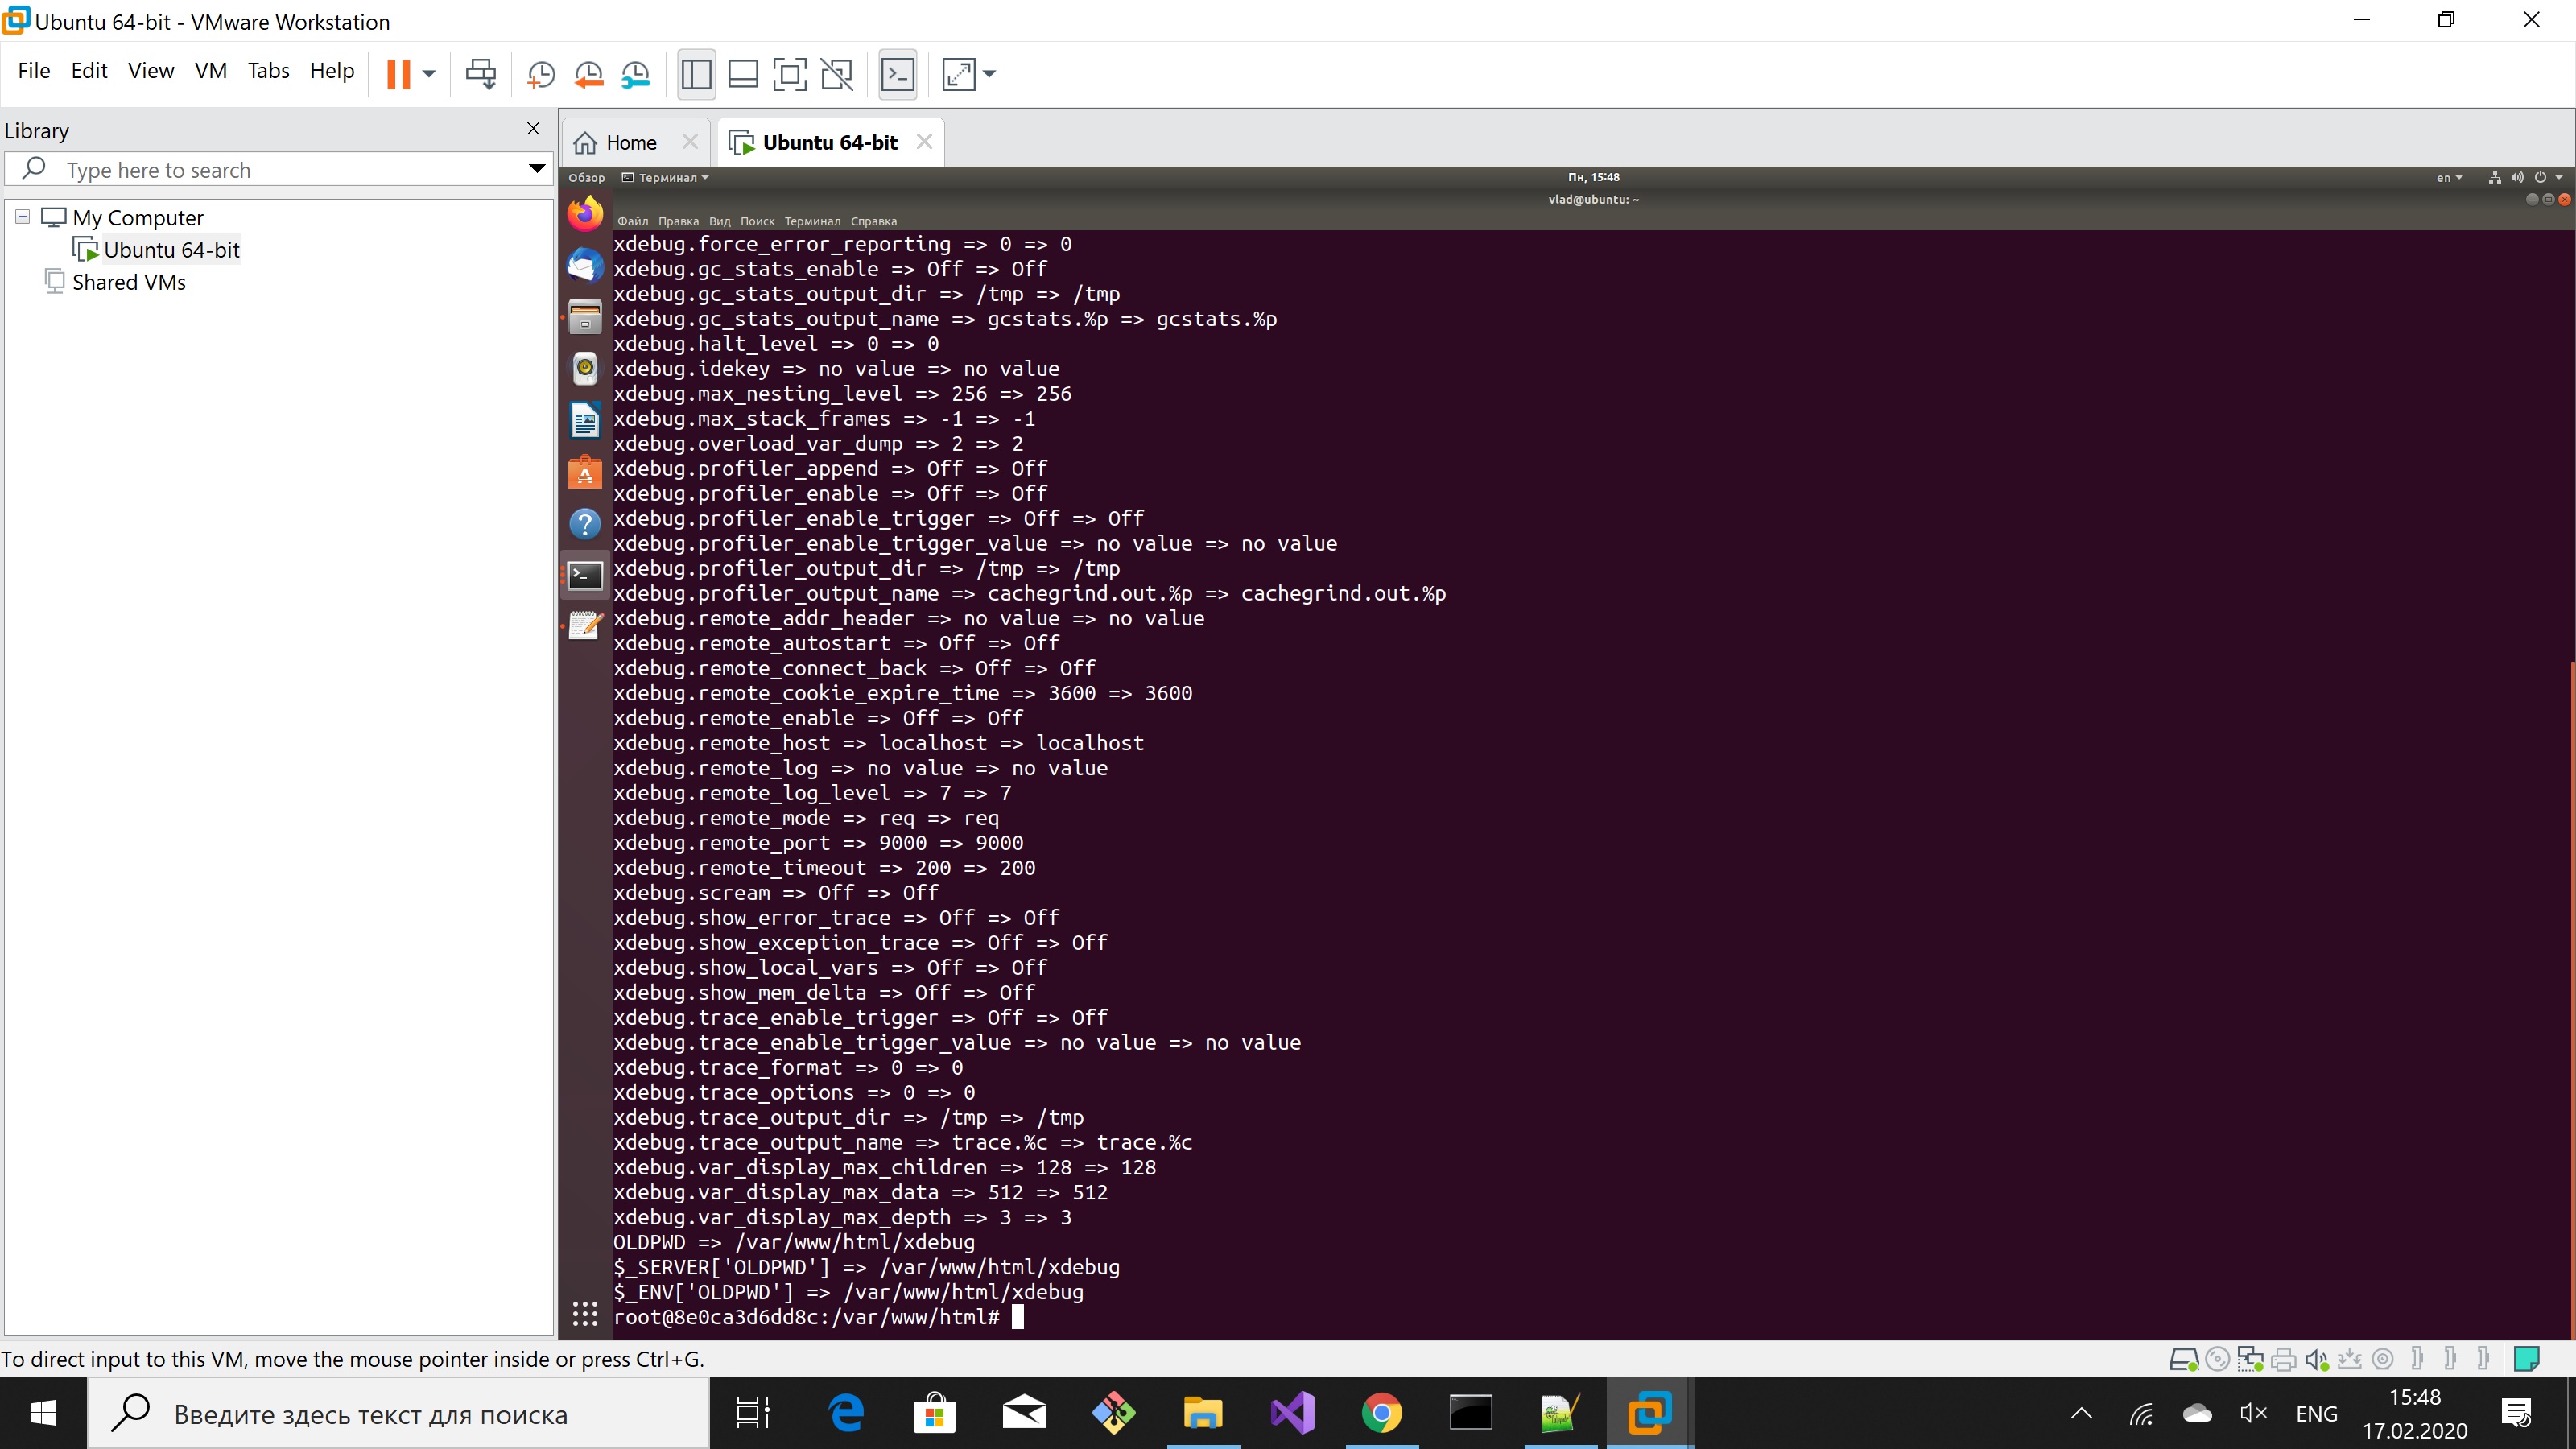 Ubuntu 64-bit - VMware Workstation
File Edit View VM Tabs Help
Library
Type here to search
My Computer
Ubuntu 64-bit
Shared VMs
Home
Ubuntu 64-bit
Обзор Терминал Пн, 15:48 en
vlad@ubuntu: ~
Файл Правка Вид Поиск Терминал Справка
xdebug.force_error_reporting => 0 => 0
xdebug.gc_stats_enable => Off => Off
xdebug.gc_stats_output_dir => /tmp => /tmp
xdebug.gc_stats_output_name => gcstats.%p => gcstats.%p
xdebug.halt_level => 0 => 0
xdebug.idekey => no value => no value
xdebug.max_nesting_level => 256 => 256
xdebug.max_stack_frames => -1 => -1
xdebug.overload_var_dump => 2 => 2
xdebug.profiler_append => Off => Off
xdebug.profiler_enable => Off => Off
xdebug.profiler_enable_trigger => Off => Off
xdebug.profiler_enable_trigger_value => no value => no value
xdebug.profiler_output_dir => /tmp => /tmp
xdebug.profiler_output_name => cachegrind.out.%p => cachegrind.out.%p
xdebug.remote_addr_header => no value => no value
xdebug.remote_autostart => Off => Off
xdebug.remote_connect_back => Off => Off
xdebug.remote_cookie_expire_time => 3600 => 3600
xdebug.remote_enable => Off => Off
xdebug.remote_host => localhost => localhost
xdebug.remote_log => no value => no value
xdebug.remote_log_level => 7 => 7
xdebug.remote_mode => req => req
xdebug.remote_port => 9000 => 9000
xdebug.remote_timeout => 200 => 200
xdebug.scream => Off => Off
xdebug.show_error_trace => Off => Off
xdebug.show_exception_trace => Off => Off
xdebug.show_local_vars => Off => Off
xdebug.show_mem_delta => Off => Off
xdebug.trace_enable_trigger => Off => Off
xdebug.trace_enable_trigger_value => no value => no value
xdebug.trace_format => 0 => 0
xdebug.trace_options => 0 => 0
xdebug.trace_output_dir => /tmp => /tmp
xdebug.trace_output_name => trace.%c => trace.%c
xdebug.var_display_max_children => 128 => 128
xdebug.var_display_max_data => 512 => 512
xdebug.var_display_max_depth => 3 => 3
OLDPWD => /var/www/html/xdebug
$_SERVER['OLDPWD'] => /var/www/html/xdebug
$_ENV['OLDPWD'] => /var/www/html/xdebug
root@8e0ca3d6dd8c:/var/www/html#
To direct input to this VM, move the mouse pointer inside or press Ctrl+G.
Введите здесь текст для поиска
ENG
15:48
17.02.2020